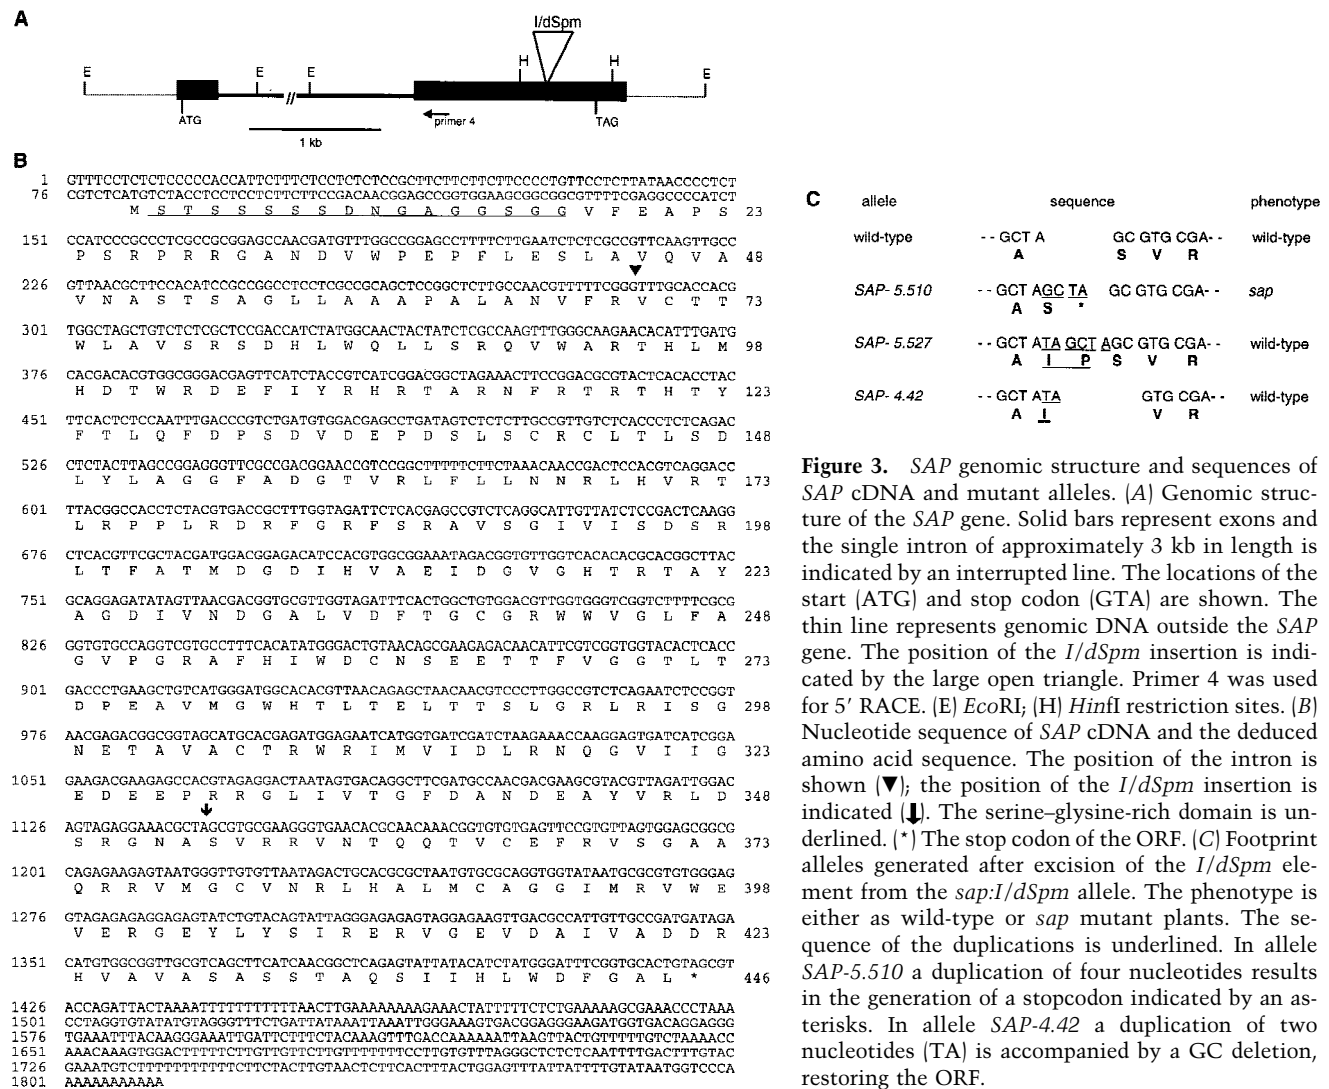 A
I/dSpm
E E E H H E
ATG primer 4 TAG
1 kb
B
1 GTTTCCTCTCTCCCCCACCATTCTTTCTCCTCTCTCCGCTTCTTCTTCTTCCCCTGTTCCTCTTATAACCCCTCT
76 CGTCTCATGTCTACCTCCTCCTCTTCTTCCGACAACGGAGCCGGTGGAAGCGGCGGCGTTTTCGAGGCCCCATCT
M S T S S S S S D N G A G G S G G V F E A P S 23
151 CCATCCCGCCCTCGCCGCGGAGCCAACGATGTTTGGCCGGAGCCTTTTCTTGAATCTCTCGCCGTTCAAGTTGCC
P S R P R R G A N D V W P E P F L E S L A V Q V A 48
226 GTTAACGCTTCCACATCCGCCGGCCTCCTCGCCGCAGCTCCGGCTCTTGCCAACGTTTTTCGGGTTTGCACCACG
V N A S T S A G L L A A A P A L A N V F R V C T T 73
301 TGGCTAGCTGTCTCTCGCTCCGACCATCTATGGCAACTACTATCTCGCCAAGTTTGGGCAAGAACACATTTGATG
W L A V S R S D H L W Q L L S R Q V W A R T H L M 98
376 CACGACACGTGGCGGGACGAGTTCATCTACCGTCATCGGACGGCTAGAAACTTCCGGACGCGTACTCACACCTAC
H D T W R D E F I Y R H R T A R N F R T R T H T Y 123
451 TTCACTCTCCAATTTGACCCGTCTGATGTGGACGAGCCTGATAGTCTCTCTTGCCGTTGTCTCACCCTCTCAGAC
F T L Q F D P S D V D E P D S L S C R C L T L S D 148
526 CTCTACTTAGCCGGAGGGTTCGCCGACGGAACCGTCCGGCTTTTTCTTCTAAACAACCGACTCCACGTCAGGACC
L Y L A G G F A D G T V R L F L L N N R L H V R T 173
601 TTACGGCCACCTCTACGTGACCGCTTTGGTAGATTCTCACGAGCCGTCTCAGGCATTGTTATCTCCGACTCAAGG
L R P P L R D R F G R F S R A V S G I V I S D S R 198
676 CTCACGTTCGCTACGATGGACGGAGACATCCACGTGGCGGAAATAGACGGTGTTGGTCACACACGCACGGCTTAC
L T F A T M D G D I H V A E I D G V G H T R T A Y 223
751 GCAGGAGATATAGTTAACGACGGTGCGTTGGTAGATTTCACTGGCTGTGGACGTTGGTGGGTCGGTCTTTTCGCG
A G D I V N D G A L V D F T G C G R W W V G L F A 248
826 GGTGTGCCAGGTCGTGCCTTTCACATATGGGACTGTAACAGCGAAGAGACAACATTCGTCGGTGGTACACTCACC
G V P G R A F H I W D C N S E E T T F V G G T L T 273
901 GACCCTGAAGCTGTCATGGGATGGCACACGTTAACAGAGCTAACAACGTCCCTTGGCCGTCTCAGAATCTCCGGT
D P E A V M G W H T L T E L T T S L G R L R I S G 298
976 AACGAGACGGCGGTAGCATGCACGAGATGGAGAATCATGGTGATCGATCTAAGAAACCAAGGAGTGATCATCGGA
N E T A V A C T R W R I M V I D L R N Q G V I I G 323
1051 GAAGACGAAGAGCCACGTAGAGGACTAATAGTGACAGGCTTCGATGCCAACGACGAAGCGTACGTTAGATTGGAC
E D E E P R R G L I V T G F D A N D E A Y V R L D 348
1126 AGTAGAGGAAACGCTAGCGTGCGAAGGGTGAACACGCAACAAACGGTGTGTGAGTTCCGTGTTAGTGGAGCGGCG
S R G N A S V R R V N T Q Q T V C E F R V S G A A 373
1201 CAGAGAAGAGTAATGGGTTGTGTTAATAGACTGCACGCGCTAATGTGCGCAGGTGGTATAATGCGCGTGTGGGAG
Q R R V M G C V N R L H A L M C A G G I M R V W E 398
1276 GTAGAGAGAGGAGAGTATCTGTACAGTATTAGGGAGAGAGTAGGAGAAGTTGACGCCATTGTTGCCGATGATAGA
V E R G E Y L Y S I R E R V G E V D A I V A D D R 423
1351 CATGTGGCGGTTGCGTCAGCTTCATCAACGGCTCAGAGTATTATACATCTATGGGATTTCGGTGCACTGTAGCGT
H V A V A S A S S T A Q S I I H L W D F G A L * 446
1426 ACCAGATTACTAAAATTTTTTTTTTTAACTTGAAAAAAAAGAAACTATTTTTCTCTGAAAAAGCGAAACCCTAAA
1501 CCTAGGTGTATATGTAGGGTTTCTGATTATAAATTAAATTGGGAAAGTGACGGAGGGAAGATGGTGACAGGAGGG
1576 TGAAATTTACAAGGGAAATTGATTCTTTCTACAAAGTTTGACCAAAAAATTAAGTTACTGTTTTTGTCTAAAACC
1651 AAACAAAGTGGACTTTTTCTTGTTGTTCTTGTTTTTTTCCTTGTGTTTAGGGCTCTCTCAATTTTGACTTTGTAC
1726 GAAATGTCTTTTTTTTTTCTTCTTACTTGTAACTCTTCACTTTACTGGAGTTTATTATTTTGTATAATGGTCCCA
1801 AAAAAAAAAAA
C allele sequence phenotype
wild-type - - GCT A GC GTG CGA- - wild-type
A S V R
SAP- 5.510 - - GCT AGC TA GC GTG CGA- - sap
A S *
SAP- 5.527 - - GCT ATA GCT AGC GTG CGA- - wild-type
A I P S V R
SAP- 4.42 - - GCT ATA GTG CGA- - wild-type
A I V R
Figure 3. SAP genomic structure and sequences of
SAP cDNA and mutant alleles. (A) Genomic struc-
ture of the SAP gene. Solid bars represent exons and
the single intron of approximately 3 kb in length is
indicated by an interrupted line. The locations of the
start (ATG) and stop codon (GTA) are shown. The
thin line represents genomic DNA outside the SAP
gene. The position of the I/dSpm insertion is indi-
cated by the large open triangle. Primer 4 was used
for 5′ RACE. (E) EcoRI; (H) HinfI restriction sites. (B)
Nucleotide sequence of SAP cDNA and the deduced
amino acid sequence. The position of the intron is
shown (▼); the position of the I/dSpm insertion is
indicated (⬇). The serine–glysine-rich domain is un-
derlined. (*) The stop codon of the ORF. (C) Footprint
alleles generated after excision of the I/dSpm ele-
ment from the sap:I/dSpm allele. The phenotype is
either as wild-type or sap mutant plants. The se-
quence of the duplications is underlined. In allele
SAP-5.510 a duplication of four nucleotides results
in the generation of a stopcodon indicated by an as-
terisks. In allele SAP-4.42 a duplication of two
nucleotides (TA) is accompanied by a GC deletion,
restoring the ORF.